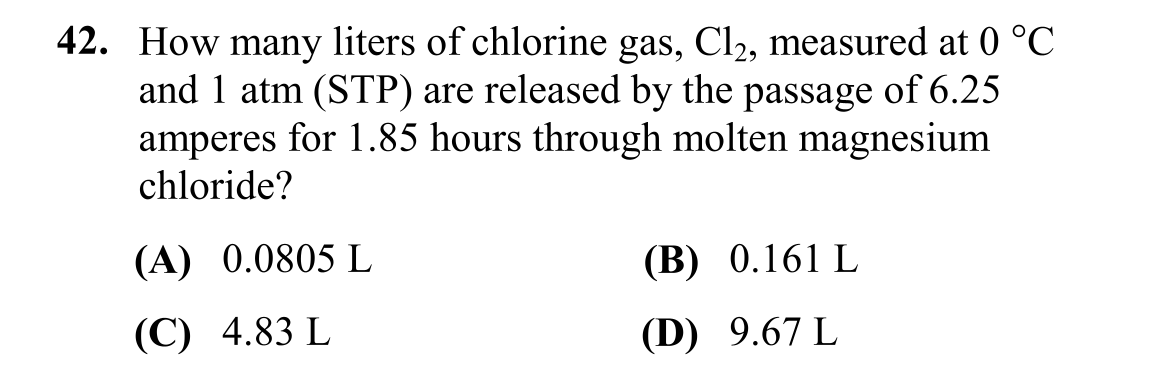 42. How many liters of chlorine gas, Cl₂, measured at 0 °C
and 1 atm (STP) are released by the passage of 6.25
amperes for 1.85 hours through molten magnesium
chloride?
(A) 0.0805 L (B) 0.161 L
(C) 4.83 L (D) 9.67 L